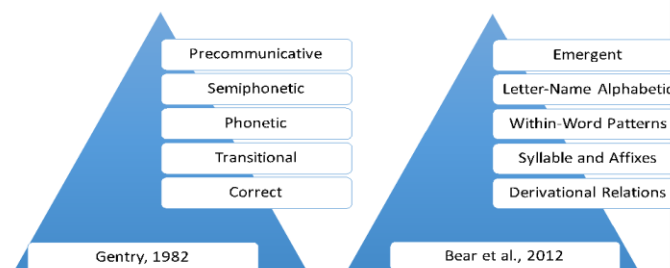 Precommunicative
Semiphonetic
Phonetic
Transitional
Correct
Gentry, 1982
Emergent
Letter-Name Alphabetic
Within-Word Patterns
Syllable and Affixes
Derivational Relations
Bear et al., 2012